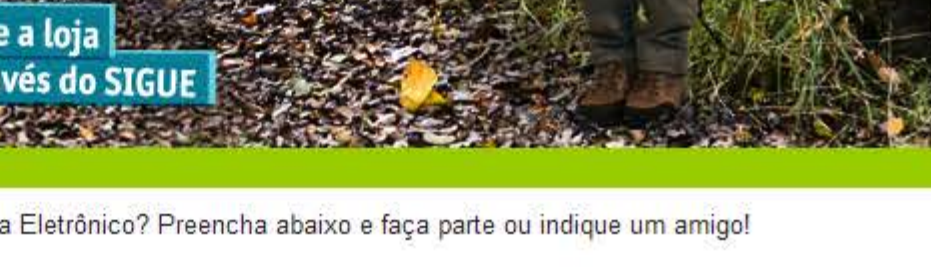 e a loja
vés do SIGUE
a Eletrônico? Preencha abaixo e faça parte ou indique um amigo!